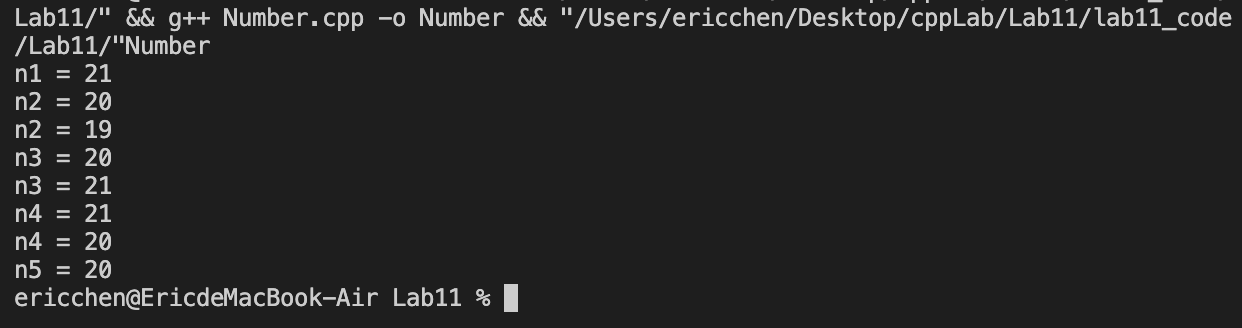 Lab11/" && g++ Number.cpp -o Number && "/Users/ericchen/Desktop/cppLab/Lab11/lab11_code
/Lab11/"Number
n1 = 21
n2 = 20
n2 = 19
n3 = 20
n3 = 21
n4 = 21
n4 = 20
n5 = 20
ericchen@EricdeMacBook-Air Lab11 %